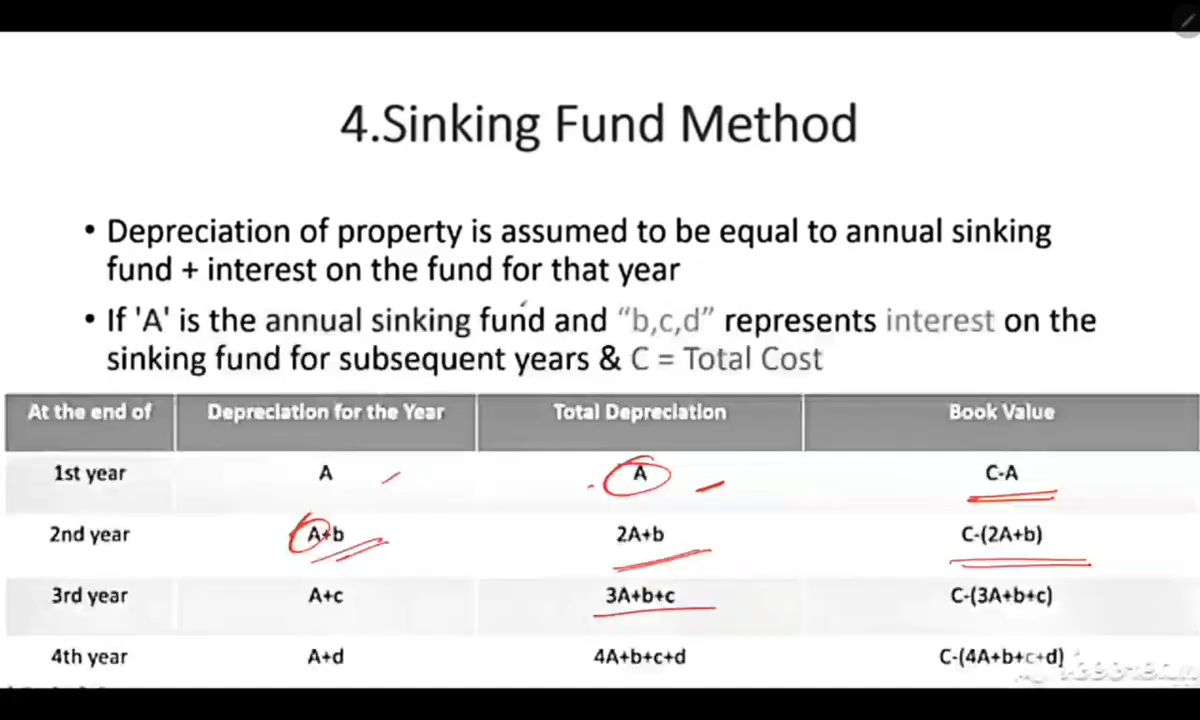 4.Sinking Fund Method
• Depreciation of property is assumed to be equal to annual sinking
fund + interest on the fund for that year
• If 'A' is the annual sinking fund and “b,c,d” represents interest on the
sinking fund for subsequent years & C = Total Cost
At the end of Depreciation for the Year Total Depreciation Book Value
1st year A A C-A
2nd year A+b 2A+b C-(2A+b)
3rd year A+c 3A+b+c C-(3A+b+c)
4th year A+d 4A+b+c+d C-(4A+b+c+d)